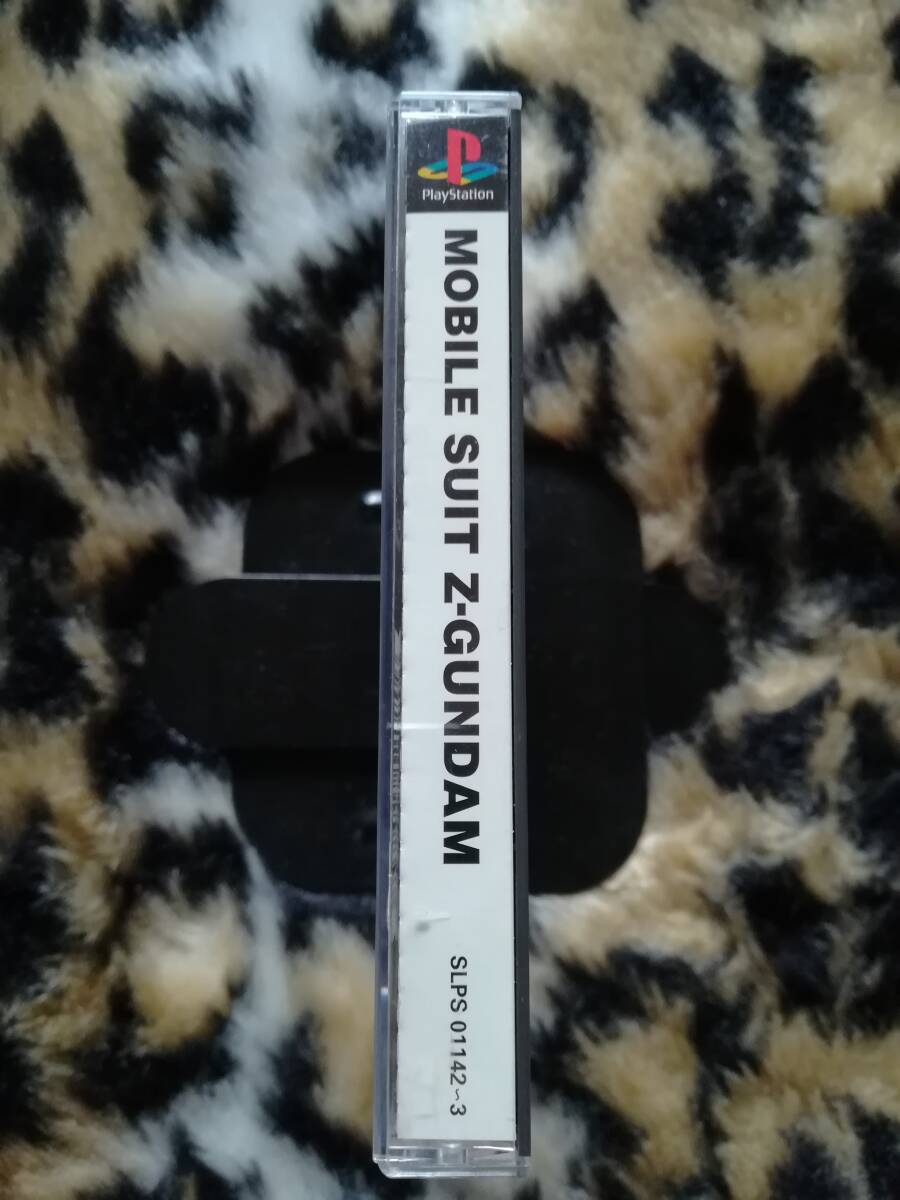 PlayStation
MOBILE SUIT Z-GUNDAM
SLPS 01142~3